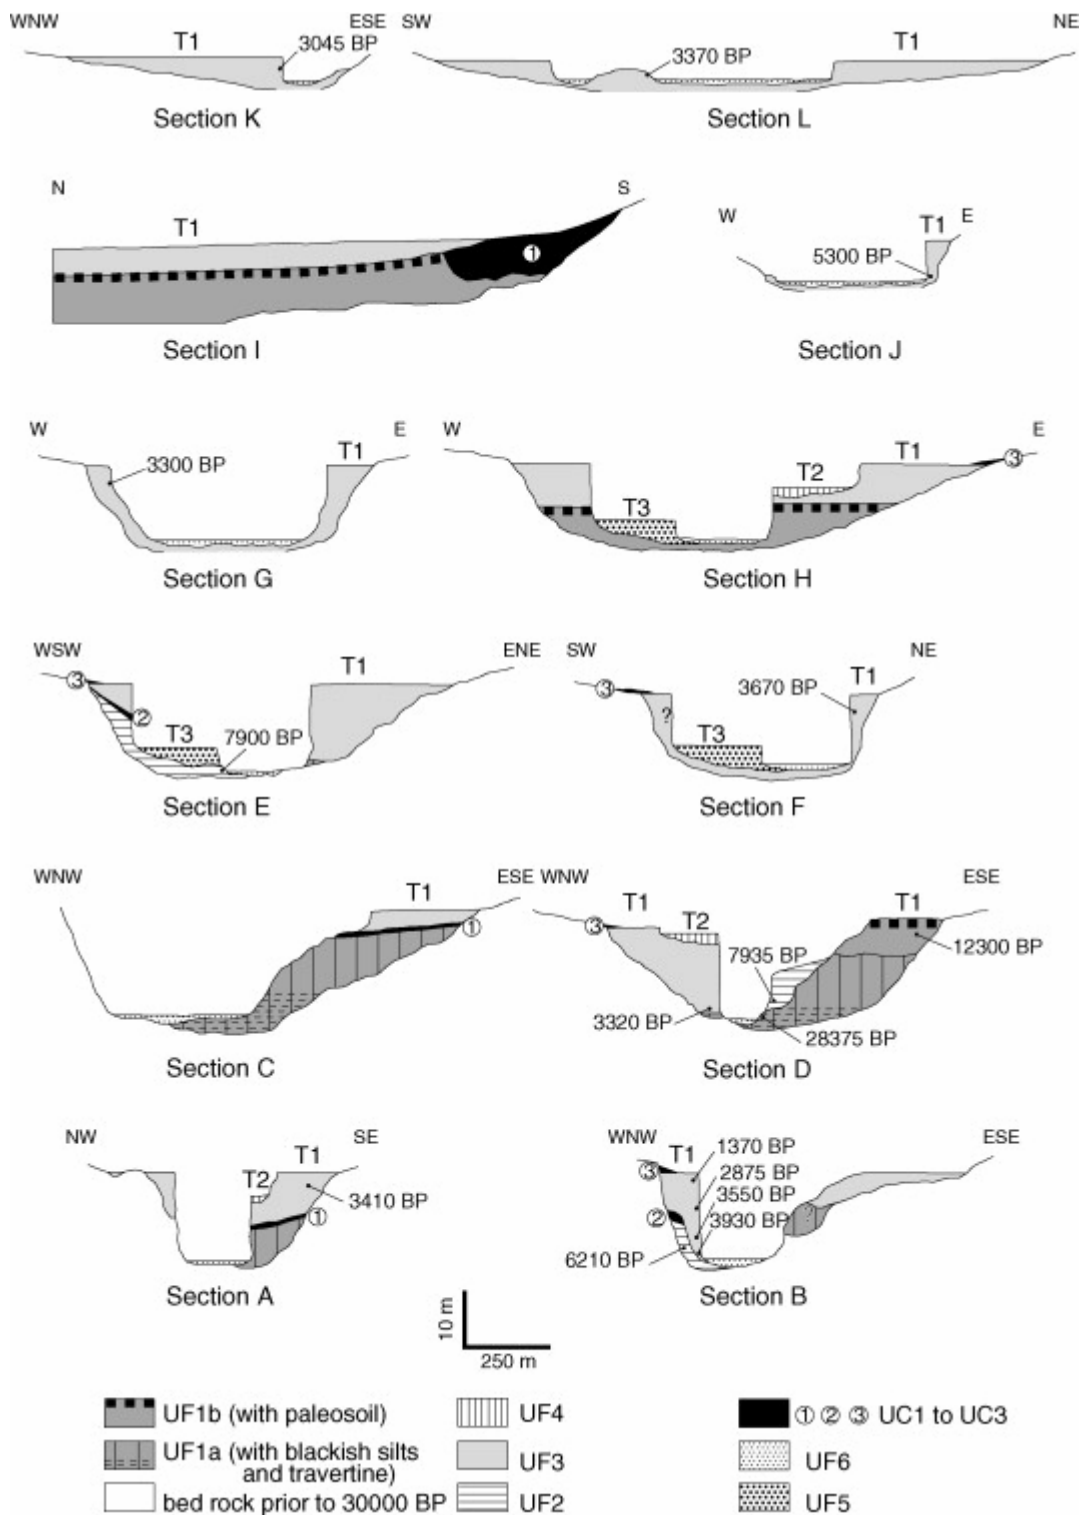 WNW ESE SW NE
T1 3045 BP 3370 BP T1
Section K Section L
N S W E
T1 T1
① 5300 BP
Section I Section J
W E W E
3300 BP T1 T2 T1 ③
T3
Section G Section H
WSW ENE SW NE
③ T1 ③ 3670 BP T1
② ?
T3 7900 BP T3
Section E Section F
WNW ESE WNW ESE
T1 T1 T2 T1
① ③ 7935 BP 12300 BP
3320 BP 28375 BP
Section C Section D
NW SE WNW ESE
T2 T1 T1 1370 BP
③ 2875 BP
3410 BP 3550 BP
① ② 3930 BP ?
6210 BP
Section A Section B
10 m
250 m
UF1b (with paleosoil) UF4 ① ② ③ UC1 to UC3
UF1a (with blackish silts UF3 UF6
and travertine)
bed rock prior to 30000 BP UF2 UF5